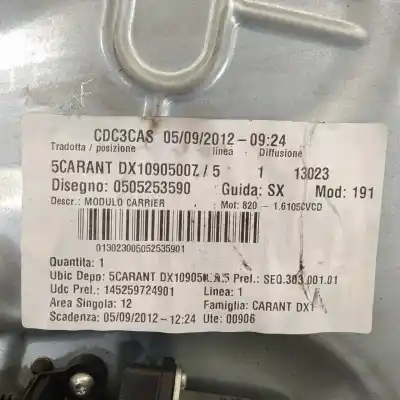 CDC3CAS 05/09/2012-09:24
Tradotta / posizione linea Diffusione
5CARANT DX10905007 / 5 1 13023
Disegno: 0505253590 Guida: SX Mod: 191
Descr.: MODULO CARRIER Mot: 820 - 1.6105CVCD
013023005052535901
Quantita: 1
Ubic Depo: 5CARANT Prel.: SEQ.303.001.01
Udc Prel.: 145259724901 Linea: 1
Area Singola: 12 Famiglia: CARANT DX1
Scadenza: 05/09/2012-12:24 Ute: 00906